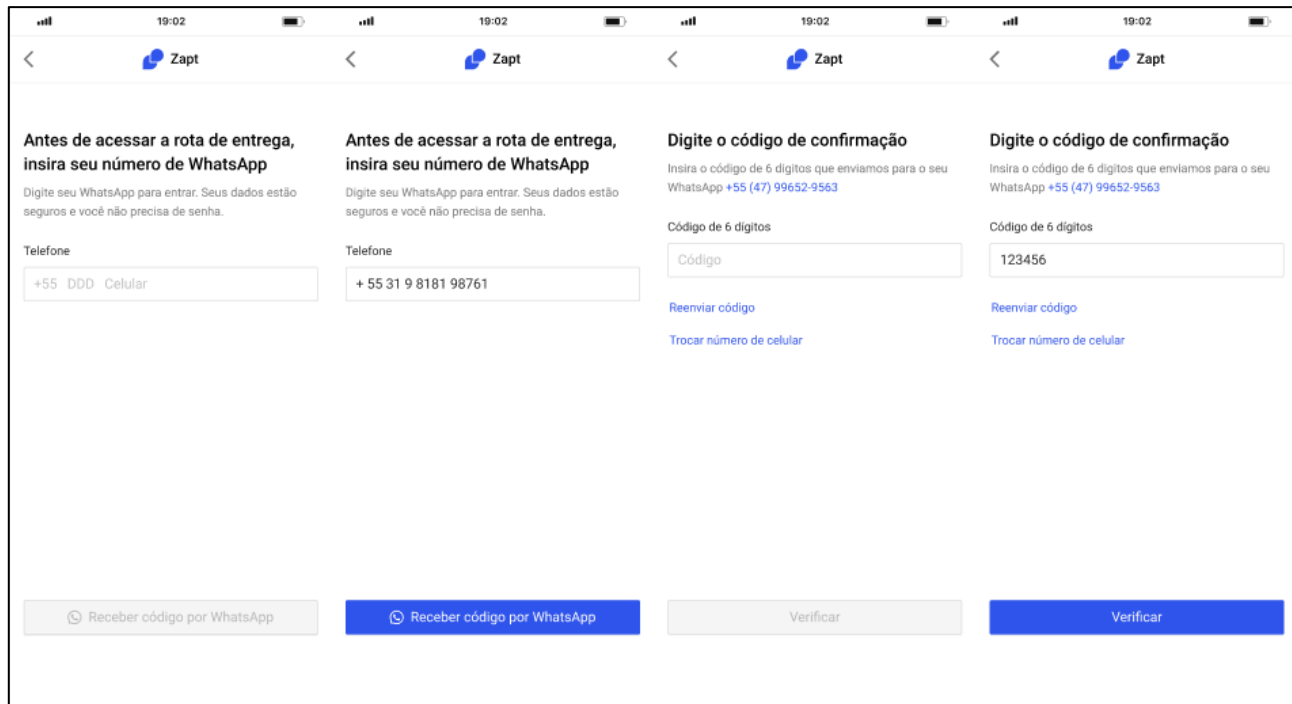 19:02
Zapt
Antes de acessar a rota de entrega,
insira seu número de WhatsApp
Digite seu WhatsApp para entrar. Seus dados estão
seguros e você não precisa de senha.
Telefone
+55 DDD Celular
Receber código por WhatsApp
19:02
Zapt
Antes de acessar a rota de entrega,
insira seu número de WhatsApp
Digite seu WhatsApp para entrar. Seus dados estão
seguros e você não precisa de senha.
Telefone
+ 55 31 9 8181 98761
Receber código por WhatsApp
19:02
Zapt
Digite o código de confirmação
Insira o código de 6 digitos que enviamos para o seu
WhatsApp +55 (47) 99652-9563
Código de 6 dígitos
Código
Reenviar código
Trocar número de celular
Verificar
19:02
Zapt
Digite o código de confirmação
Insira o código de 6 digitos que enviamos para o seu
WhatsApp +55 (47) 99652-9563
Código de 6 dígitos
123456
Reenviar código
Trocar número de celular
Verificar